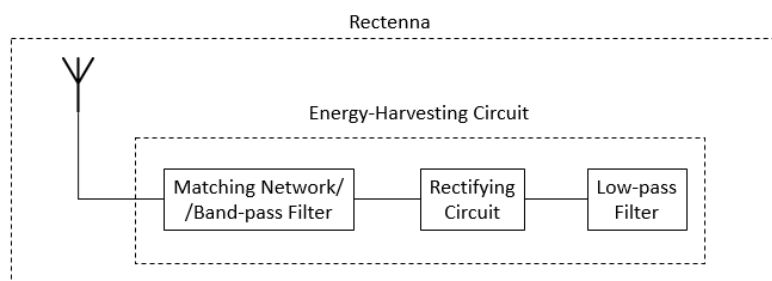 Rectenna
Energy-Harvesting Circuit
Matching Network/
/Band-pass Filter
Rectifying
Circuit
Low-pass
Filter